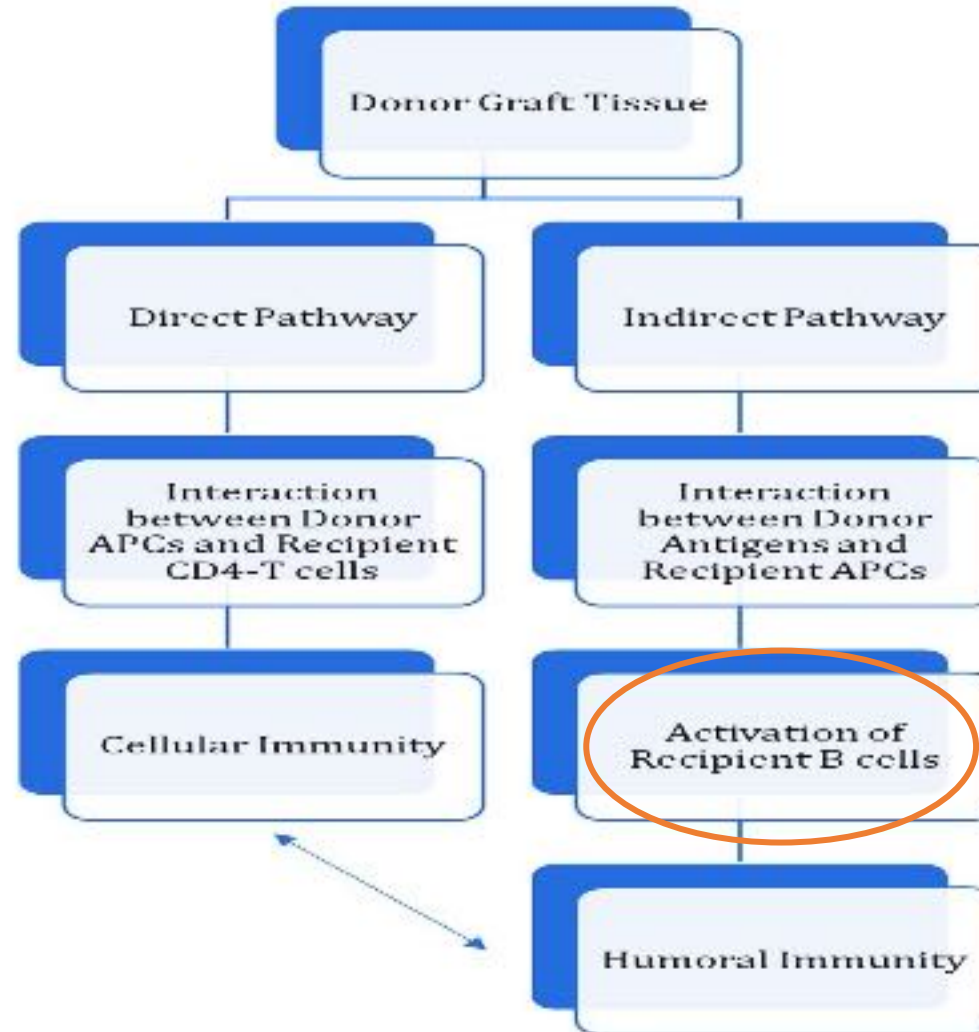 Donor Graft Tissue
Direct Pathway
Indirect Pathway
Interaction
between Donor
APCs and Recipient
CD4-T cells
Interaction
between Donor
Antigens and
Recipient APCs
Cellular Immunity
Activation of
Recipient B cells
Humoral Immunity